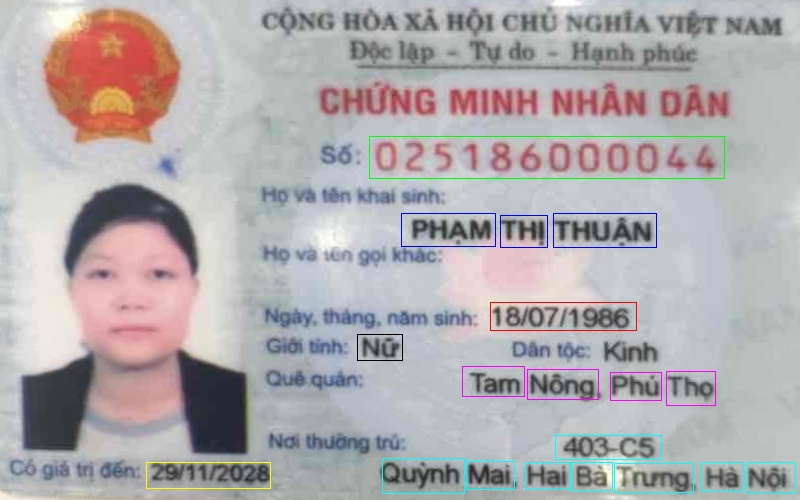 CỘNG HÒA XÃ HỘI CHỦ NGHĨA VIỆT NAM
Độc lập - Tự do - Hạnh phúc
CHỨNG MINH NHÂN DÂN
Số: 025186000044
Họ và tên khai sinh:
PHẠM THỊ THUẬN
Họ và tên gọi khác:
Ngày, tháng, năm sinh: 18/07/1986
Giới tính: Nữ Dân tộc: Kinh
Quê quán: Tam Nông, Phú Thọ
Nơi thường trú: 403-C5
Có giá trị đến: 29/11/2028 Quỳnh Mai, Hai Bà Trưng, Hà Nội